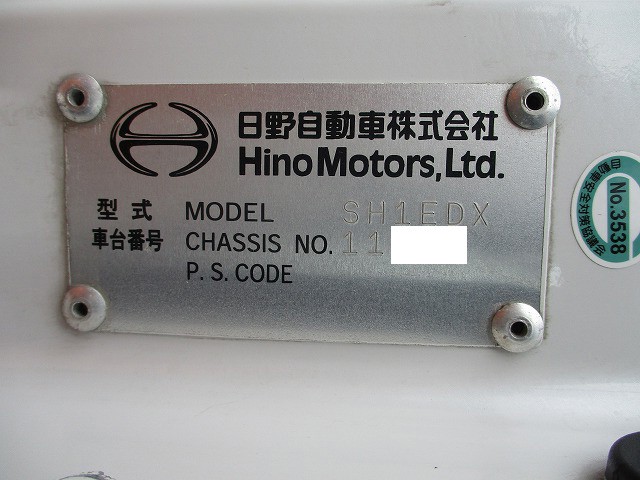 日野自動車株式会社
Hino Motors, Ltd.
型式 MODEL SH1EDX
車台番号 CHASSIS NO. 11
P. S. CODE
No.3538